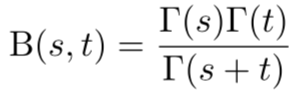 B(s, t) = Γ(s)Γ(t) / Γ(s + t)